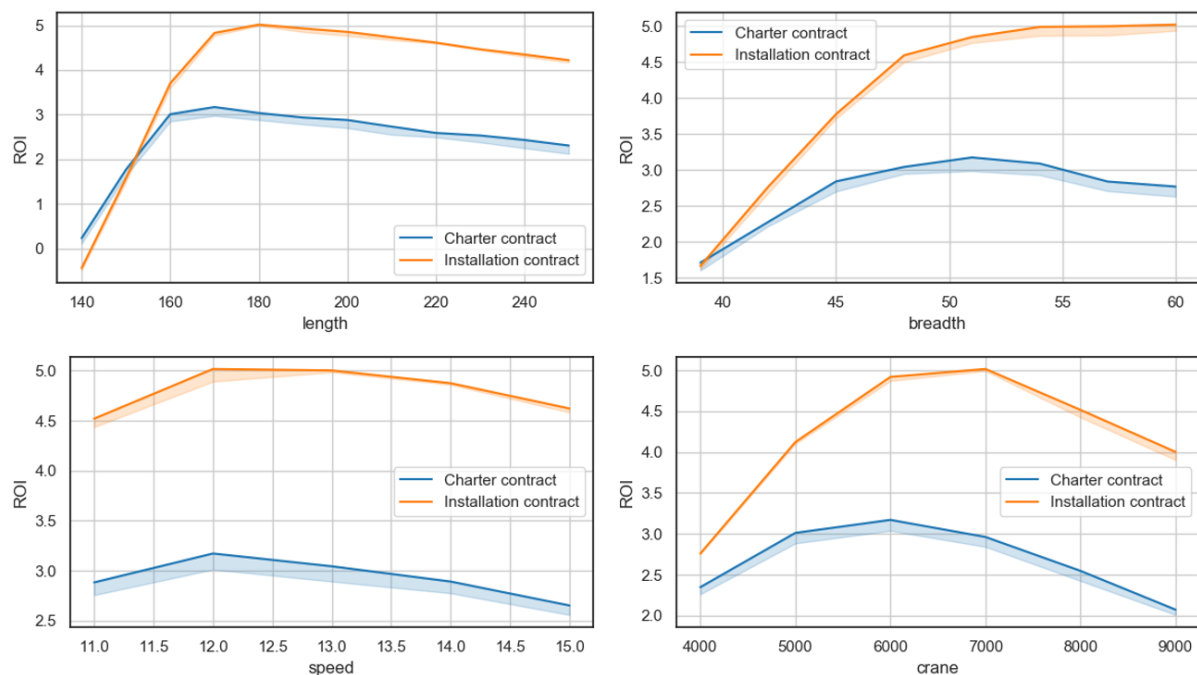 5
4
3
2
1
0
ROI
140 160 180 200 220 240
length
Charter contract
Installation contract
5.0
4.5
4.0
3.5
3.0
2.5
2.0
1.5
ROI
40 45 50 55 60
breadth
Charter contract
Installation contract
5.0
4.5
4.0
3.5
3.0
2.5
ROI
11.0 11.5 12.0 12.5 13.0 13.5 14.0 14.5 15.0
speed
Charter contract
Installation contract
5.0
4.5
4.0
3.5
3.0
2.5
2.0
ROI
4000 5000 6000 7000 8000 9000
crane
Charter contract
Installation contract